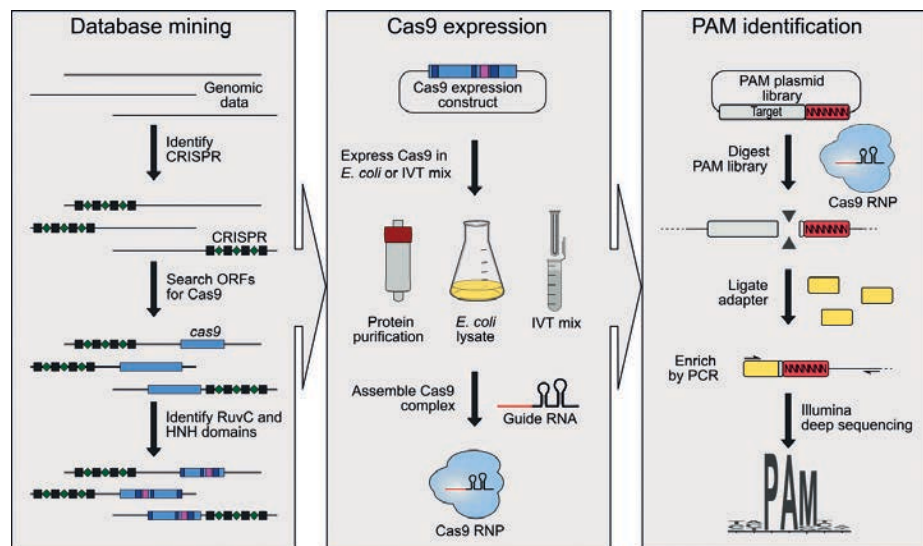 Database mining
Genomic
data
Identify
CRISPR
CRISPR
Search ORFs
for Cas9
cas9
Identify RuvC and
HNH domains
Cas9 expression
Cas9 expression
construct
Express Cas9 in
E. coli or IVT mix
Protein
purification
E. coli
lysate
IVT mix
Assemble Cas9
complex
Guide RNA
Cas9 RNP
PAM identification
PAM plasmid
library
Target
NNNNNNN
Digest
PAM library
Cas9 RNP
NNNNNNN
Ligate
adapter
Enrich
by PCR
NNNNNNN
Illumina
deep sequencing
PAM